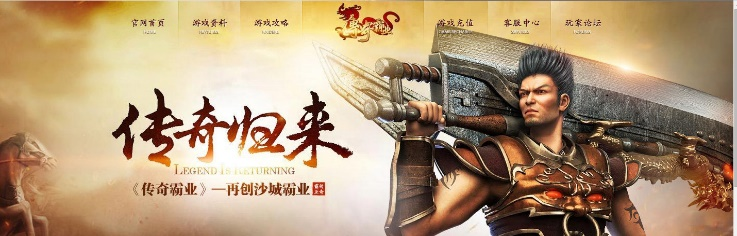 官网首页 游戏资料 游戏攻略 游戏充值 客服中心 玩家论坛
HOME
传奇归来
LEGEND IS RETURNING
《传奇霸业》—再创沙城霸业